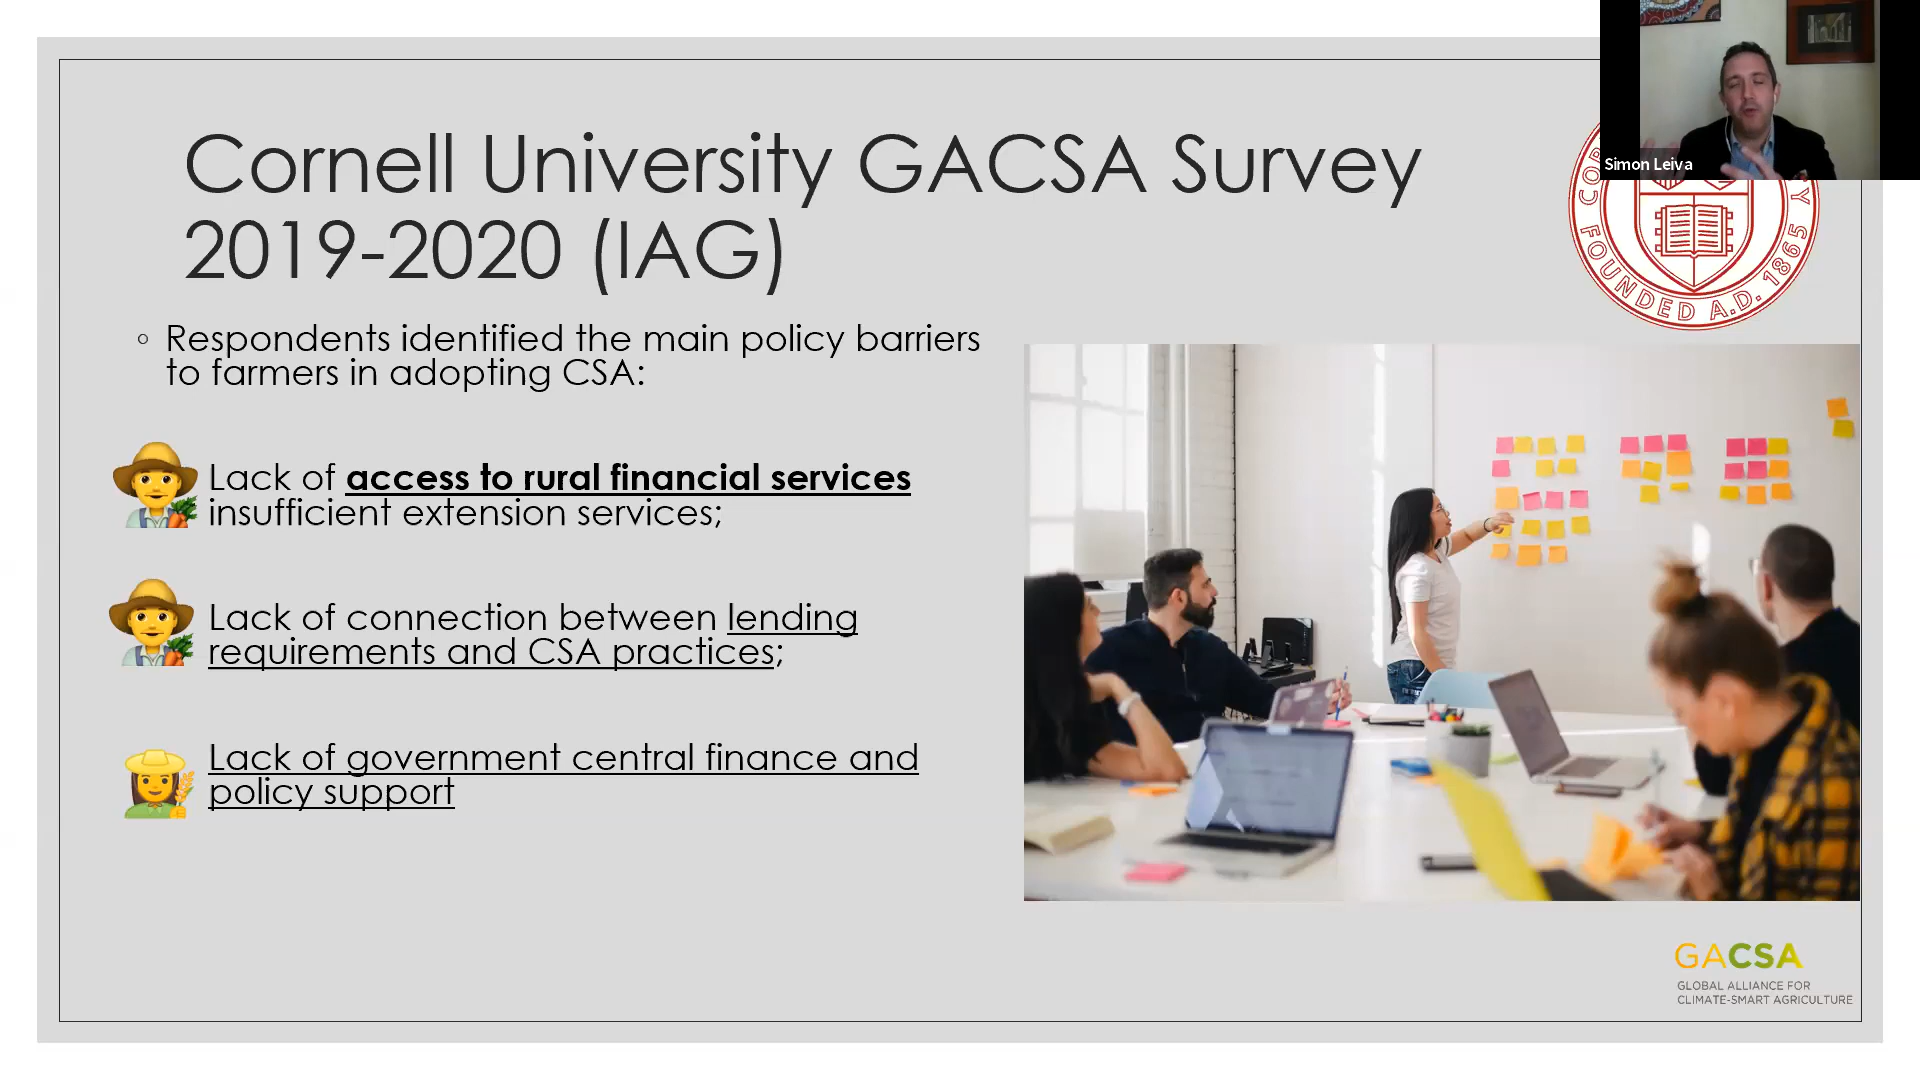 Cornell University GACSA Survey
2019-2020 (IAG)
Simon Leiva
FOUNDED A.D. 1865
◦ Respondents identified the main policy barriers
to farmers in adopting CSA:
Lack of access to rural financial services
insufficient extension services;
Lack of connection between lending
requirements and CSA practices;
Lack of government central finance and
policy support
GACSA
GLOBAL ALLIANCE FOR
CLIMATE-SMART AGRICULTURE